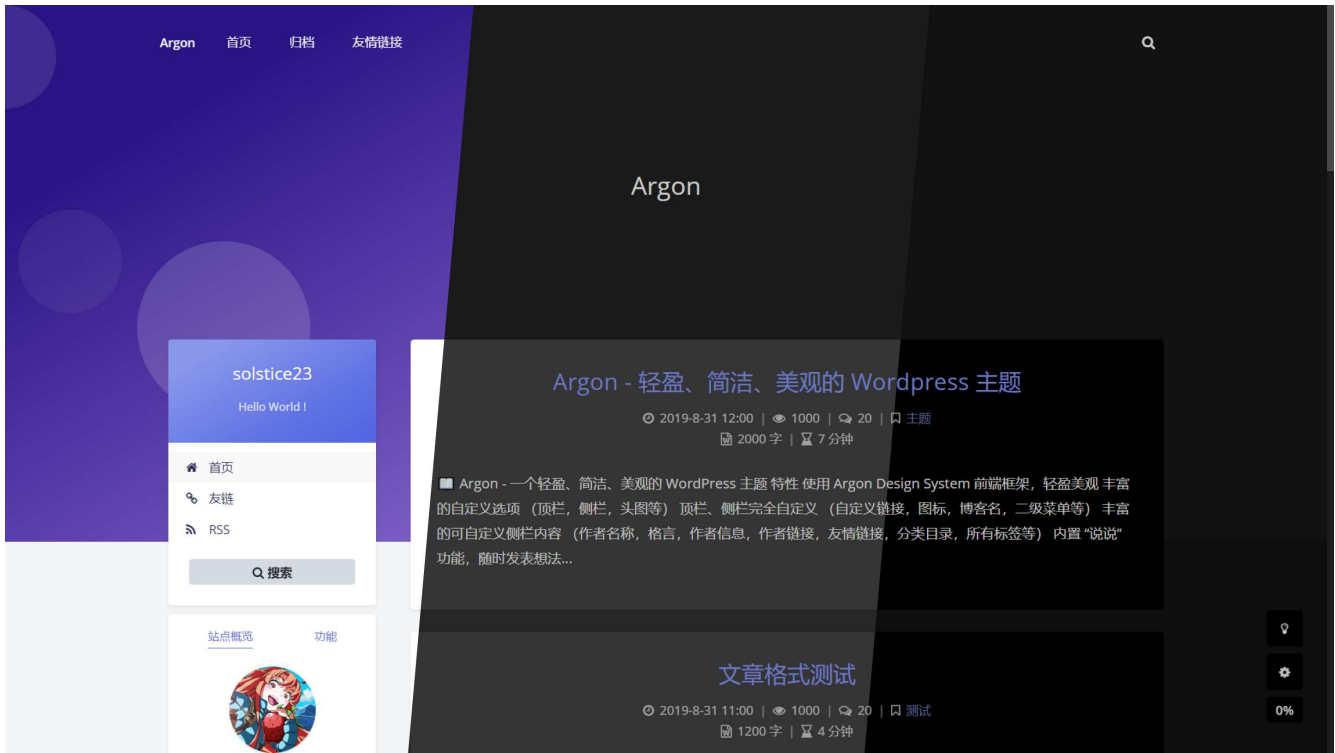 Argon 首页 归档 友情链接
Argon
solstice23
Hello World !
首页
友链
RSS
搜索
站点概览 功能
Argon - 轻盈、简洁、美观的 Wordpress 主题
2019-8-31 12:00 | 1000 | 20 | 主题
2000 字 | 7 分钟
Argon - 一个轻盈、简洁、美观的 WordPress 主题 特性 使用 Argon Design System 前端框架，轻盈美观 丰富
的自定义选项 （顶栏，侧栏，头图等） 顶栏、侧栏完全自定义 （自定义链接，图标，博客名，二级菜单等） 丰富
的可自定义侧栏内容 （作者名称，格言，作者信息，作者链接，友情链接，分类目录，所有标签等） 内置 “说说”
功能，随时发表想法...
文章格式测试
2019-8-31 11:00 | 1000 | 20 | 测试
1200 字 | 4 分钟
0%